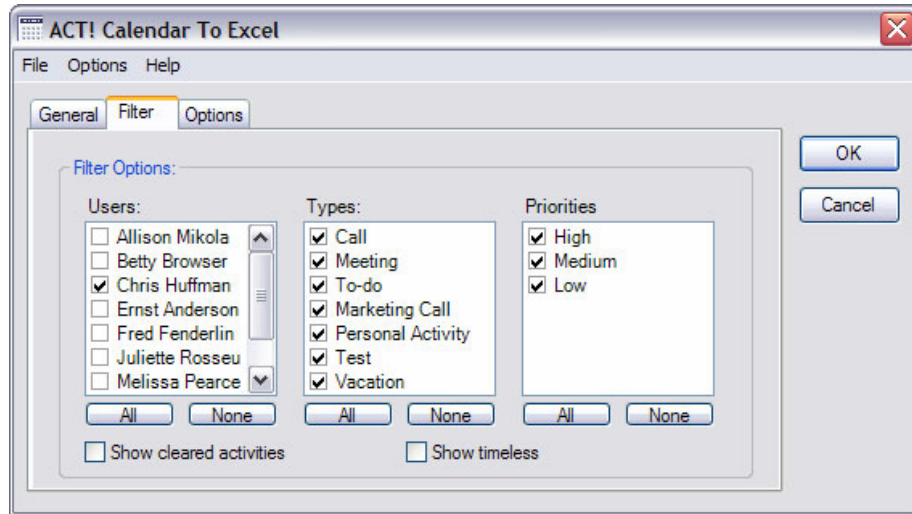 ACT! Calendar To Excel
File Options Help
General Filter Options
Filter Options:
Users: Types: Priorities
Allison Mikola Call High
Betty Browser Meeting Medium
Chris Huffman To-do Low
Ernst Anderson Marketing Call
Fred Fenderlin Personal Activity
Juliette Rosseu Test
Melissa Pearce Vacation
All None All None All None
Show cleared activities Show timeless
OK
Cancel